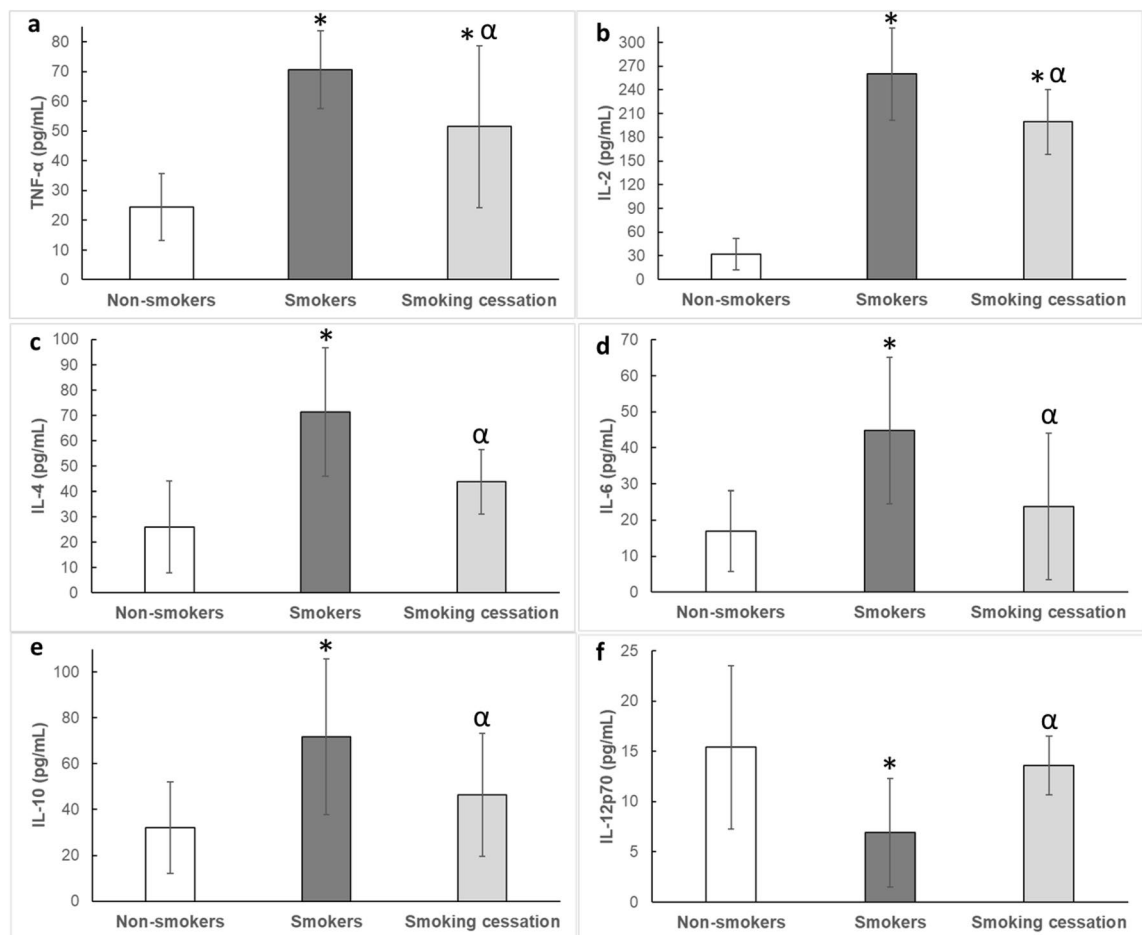 a
TNF-α (pg/mL)
90
80
70
60
50
40
30
20
10
0
*
* α
Non-smokers Smokers Smoking cessation
b
IL-2 (pg/mL)
300
270
240
210
180
150
120
90
60
30
0
*
* α
Non-smokers Smokers Smoking cessation
c
IL-4 (pg/mL)
100
90
80
70
60
50
40
30
20
10
0
*
α
Non-smokers Smokers Smoking cessation
d
IL-6 (pg/mL)
70
60
50
40
30
20
10
0
*
α
Non-smokers Smokers Smoking cessation
e
IL-10 (pg/mL)
100
80
60
40
20
0
*
α
Non-smokers Smokers Smoking cessation
f
IL-12p70 (pg/mL)
25
20
15
10
5
0
*
α
Non-smokers Smokers Smoking cessation